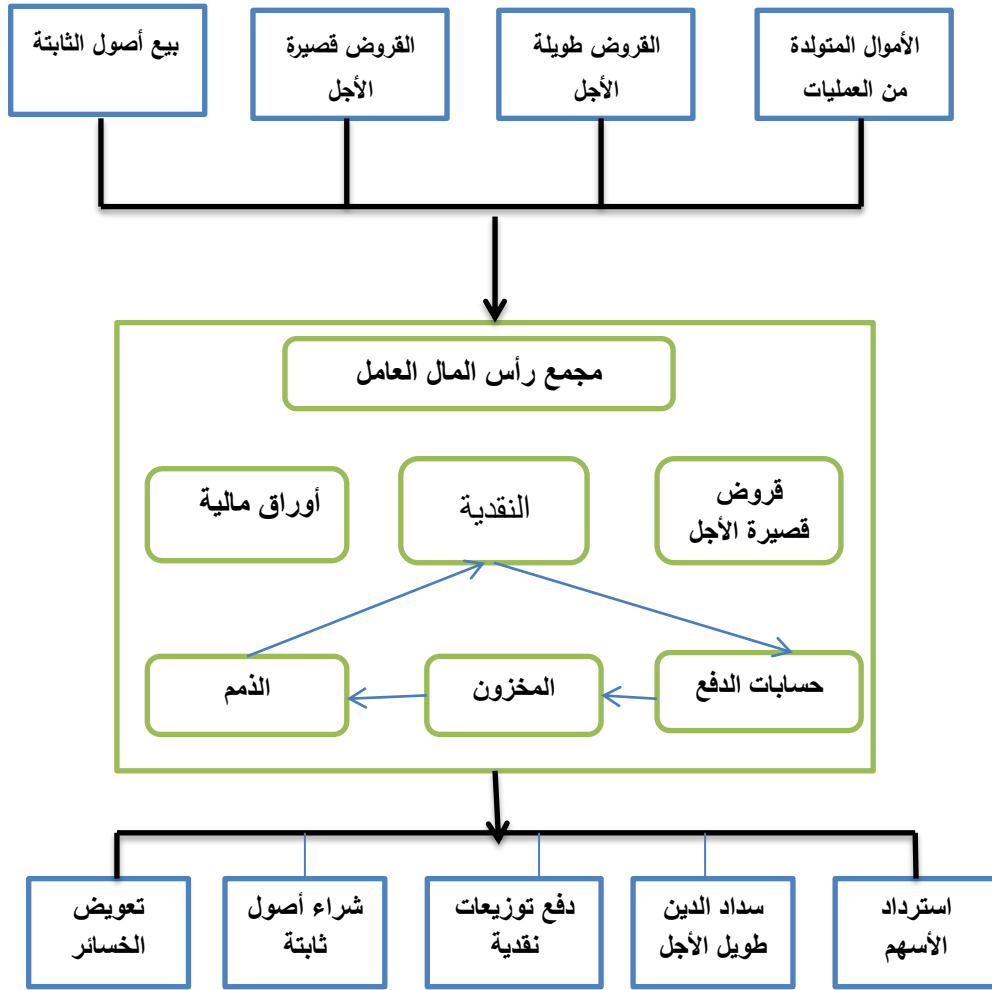 الأموال المتولدة
من العمليات
القروض طويلة
الأجل
القروض قصيرة
الأجل
بيع أصول الثابتة
مجمع رأس المال العامل
قروض
قصيرة الأجل
النقدية
أوراق مالية
حسابات الدفع
المخزون
الذمم
استرداد
الأسهم
سداد الدين
طويل الأجل
دفع توزيعات
نقدية
شراء أصول
ثابتة
تعويض
الخسائر